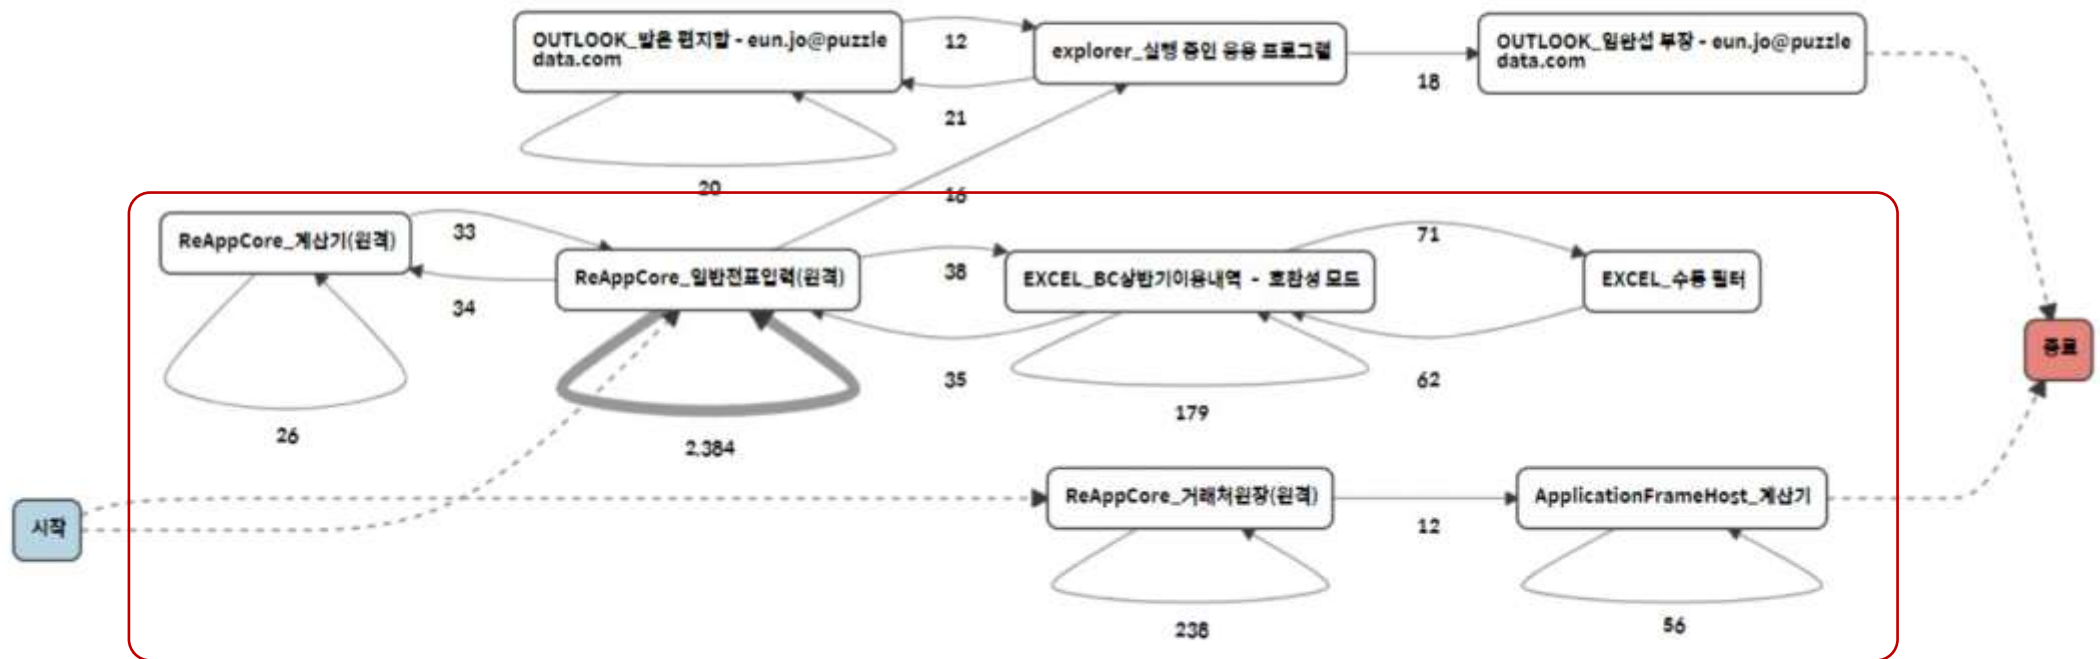 OUTLOOK_받은 편지함 - eun.jo@puzzle
data.com
12
explorer_실행 중인 응용 프로그램
OUTLOOK_임완섭 부장 - eun.jo@puzzle
data.com
18
21
20
16
ReAppCore_계산기(원격)
33
ReAppCore_일반전표입력(원격)
38
EXCEL_BC상반기이용내역 - 호환성 모드
71
EXCEL_수동 필터
34
35
62
종료
26
2,384
179
시작
ReAppCore_거래처원장(원격)
12
ApplicationFrameHost_계산기
238
56